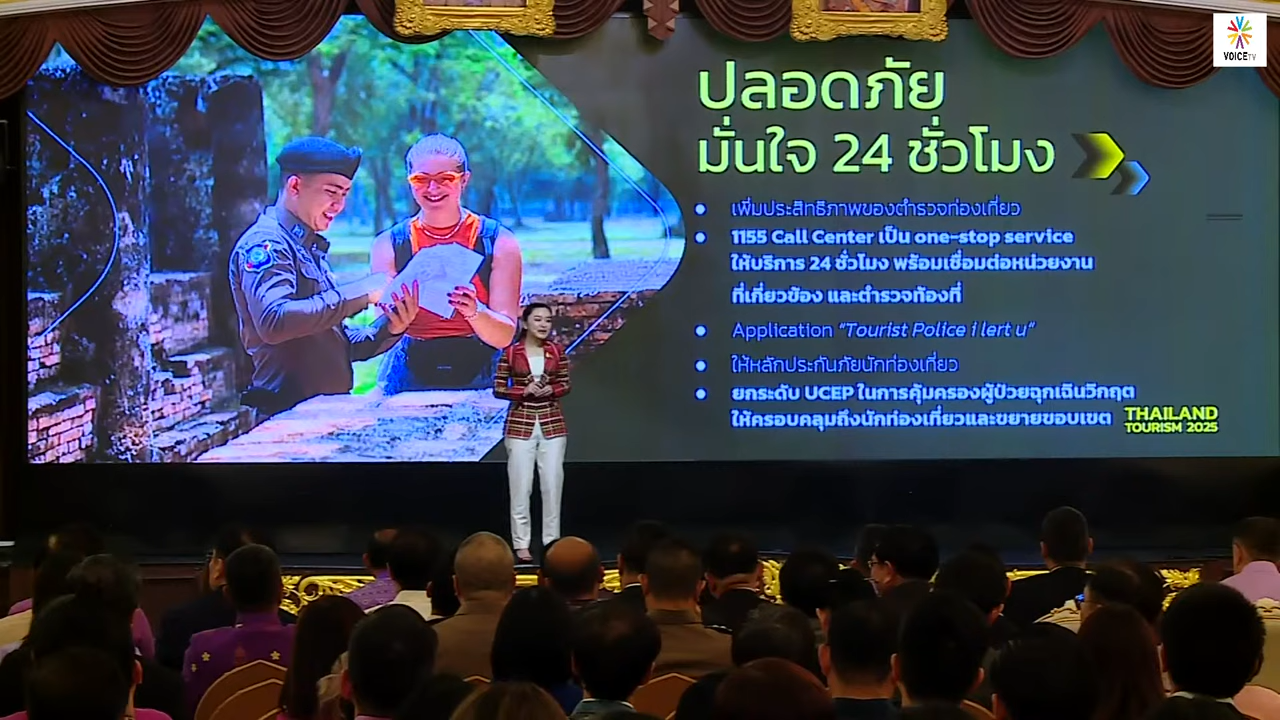 VOICE TV
ปลอดภัย
มั่นใจ 24 ชั่วโมง
เพิ่มประสิทธิภาพของตำรวจท่องเที่ยว
1155 Call Center เป็น one-stop service
ให้บริการ 24 ชั่วโมง พร้อมเชื่อมต่อหน่วยงาน
ที่เกี่ยวข้อง และตำรวจท้องที่
Application "Tourist Police i lert u"
ให้หลักประกันภัยนักท่องเที่ยว
ยกระดับ UCEP ในการคุ้มครองผู้ป่วยฉุกเฉินวิกฤต
ให้ครอบคลุมถึงนักท่องเที่ยวและขยายขอบเขต
THAILAND
TOURISM 2025